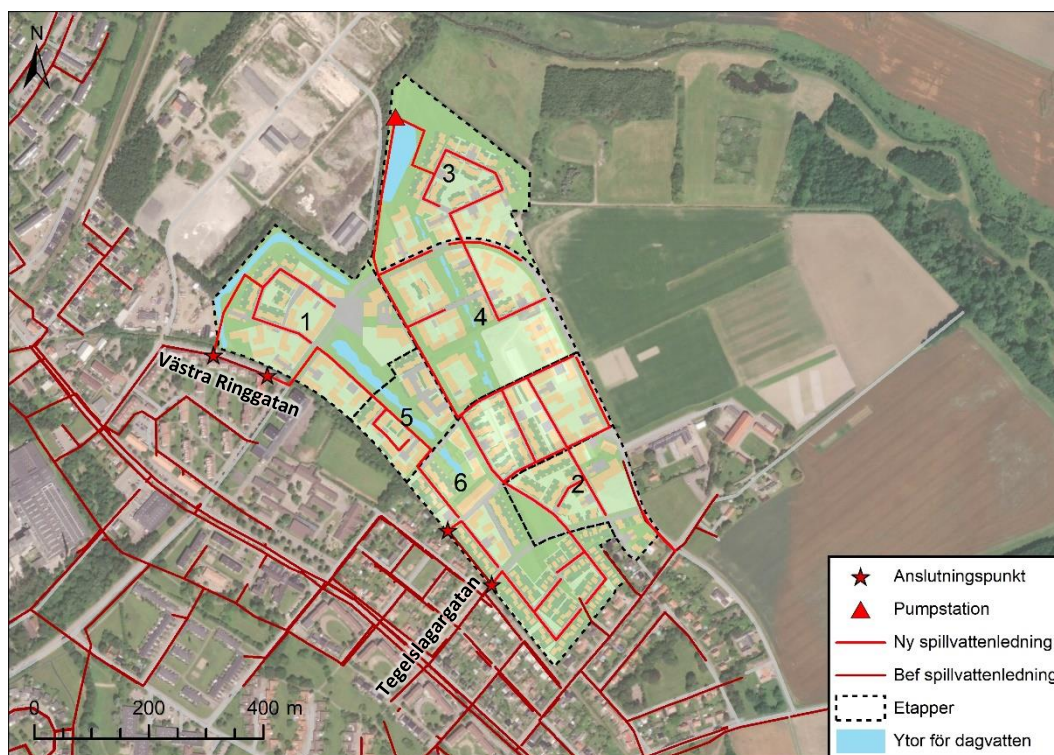 N
3
4
1
Västra Ringgatan
5
6
2
Tegelslagargatan
0 200 400 m
Anslutningspunkt
Pumpstation
Ny spillvattenledning
Bef spillvattenledning
Etapper
Ytor för dagvatten